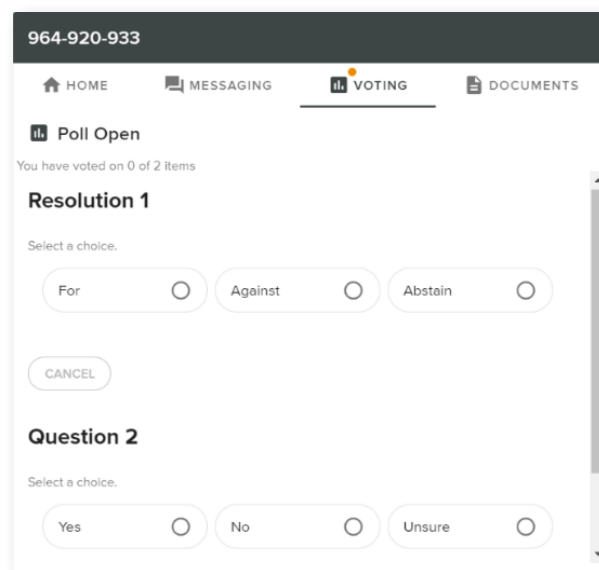 964-920-933
HOME MESSAGING VOTING DOCUMENTS
Poll Open
You have voted on 0 of 2 items
Resolution 1
Select a choice.
For Against Abstain
CANCEL
Question 2
Select a choice.
Yes No Unsure